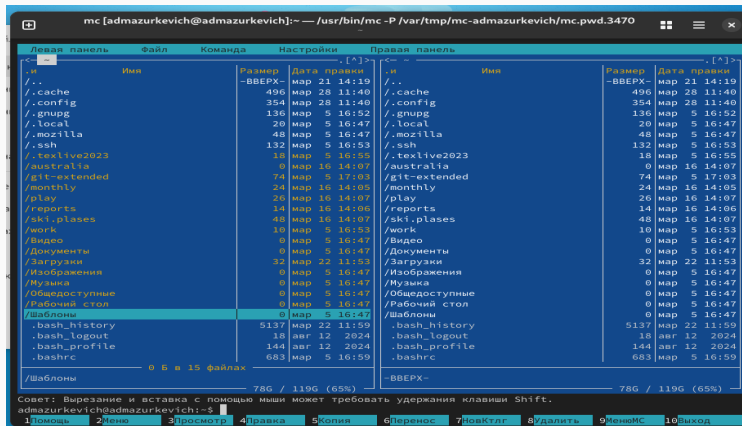 mc [admazurkevich@admazurkevich]:~ — /usr/bin/mc -P /var/tmp/mc-admazurkevich/mc.pwd.3470
~
Левая панель Файл Команда Настройки Правая панель
<— ~ .[^]> <— ~ .[^]>
.и Имя Размер Дата правки .и Имя Размер Дата правки
/.. -ВВЕРХ- мар 21 14:19 /.. -ВВЕРХ- мар 21 14:19
/.cache 496 мар 28 11:40 /.cache 496 мар 28 11:40
/.config 354 мар 28 11:40 /.config 354 мар 28 11:40
/.gnupg 136 мар 5 16:52 /.gnupg 136 мар 5 16:52
/.local 20 мар 5 16:47 /.local 20 мар 5 16:47
/.mozilla 48 мар 5 16:47 /.mozilla 48 мар 5 16:47
/.ssh 132 мар 5 16:53 /.ssh 132 мар 5 16:53
/.texlive2023 18 мар 5 16:55 /.texlive2023 18 мар 5 16:55
/australia 0 мар 16 14:07 /australia 0 мар 16 14:07
/git-extended 74 мар 5 17:03 /git-extended 74 мар 5 17:03
/monthly 24 мар 16 14:05 /monthly 24 мар 16 14:05
/play 26 мар 16 14:07 /play 26 мар 16 14:07
/reports 14 мар 16 14:06 /reports 14 мар 16 14:06
/ski.plases 48 мар 16 14:07 /ski.plases 48 мар 16 14:07
/work 10 мар 5 16:53 /work 10 мар 5 16:53
/Видео 0 мар 5 16:47 /Видео 0 мар 5 16:47
/Документы 0 мар 5 16:47 /Документы 0 мар 5 16:47
/Загрузки 32 мар 22 11:53 /Загрузки 32 мар 22 11:53
/Изображения 0 мар 5 16:47 /Изображения 0 мар 5 16:47
/Музыка 0 мар 5 16:47 /Музыка 0 мар 5 16:47
/Общедоступные 0 мар 5 16:47 /Общедоступные 0 мар 5 16:47
/Рабочий стол 0 мар 5 16:47 /Рабочий стол 0 мар 5 16:47
/Шаблоны 0 мар 5 16:47 /Шаблоны 0 мар 5 16:47
.bash_history 5137 мар 22 11:59 .bash_history 5137 мар 22 11:59
.bash_logout 18 авг 12 2024 .bash_logout 18 авг 12 2024
.bash_profile 144 авг 12 2024 .bash_profile 144 авг 12 2024
.bashrc 683 мар 5 16:59 .bashrc 683 мар 5 16:59
0 Б в 15 файлах
/Шаблоны -ВВЕРХ-
78G / 119G (65%) 78G / 119G (65%)
Совет: Вырезание и вставка с помощью мыши может требовать удержания клавиши Shift.
admazurkevich@admazurkevich:~$
1Помощь 2Меню 3Просмотр 4Правка 5Копия 6Перенос 7НовКтлг 8Удалить 9МенюMC 10Выход